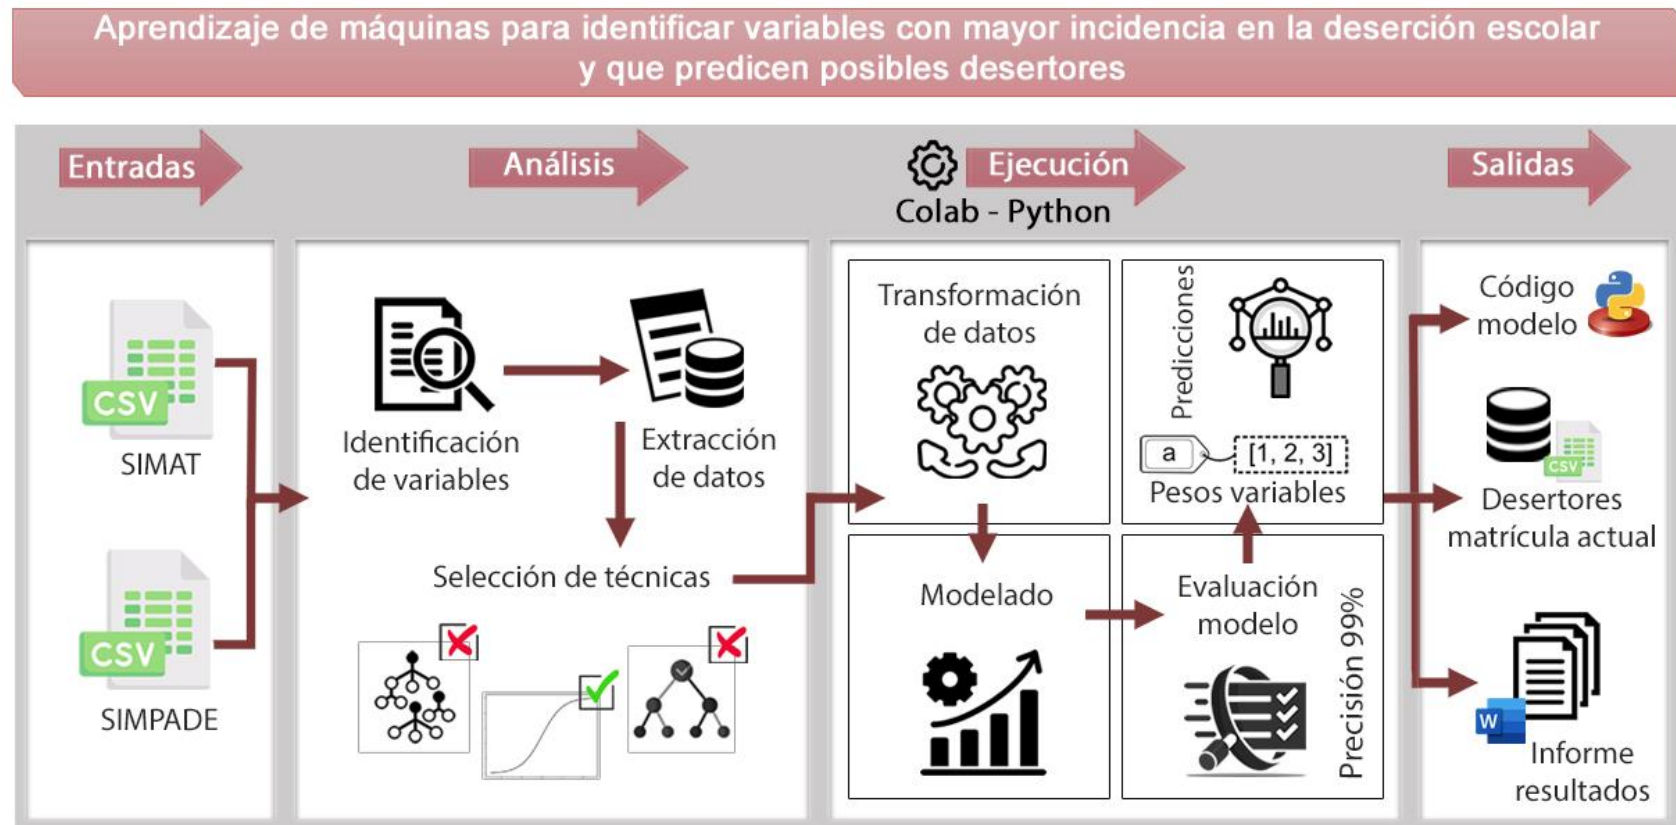 Aprendizaje de máquinas para identificar variables con mayor incidencia en la deserción escolar
y que predicen posibles desertores
Entradas
Análisis
Ejecución
Colab - Python
Salidas
CSV
SIMAT
CSV
SIMPADE
Identificación
de variables
Extracción
de datos
Selección de técnicas
Transformación
de datos
Modelado
Evaluación
modelo
Precisión 99%
Predicciones
a
[1, 2, 3]
Pesos variables
Código
modelo
CSV
Desertores
matrícula actual
W
Informe
resultados